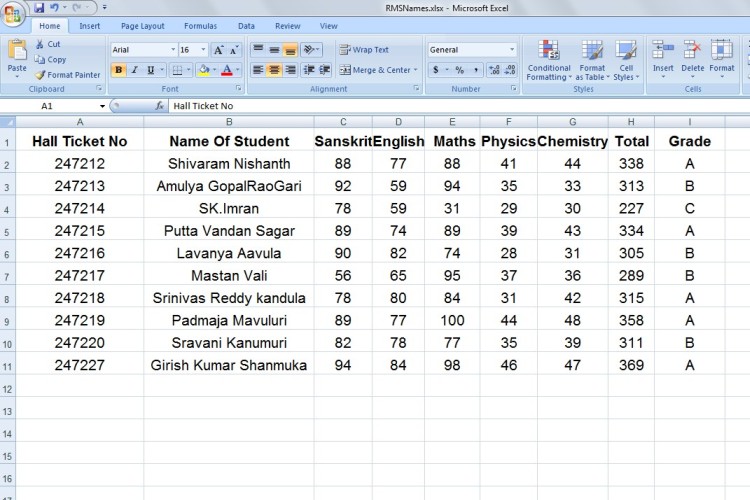 RMSNames.xlsx - Microsoft Excel
Home Insert Page Layout Formulas Data Review View
Cut
Copy
Format Painter
Paste
Clipboard
Arial 16 A A
B I U A
Font
Wrap Text
Merge & Center
Alignment
General
$ % , .0 .00 .00 .0
Number
Conditional Formatting
Format as Table
Cell Styles
Styles
Insert Delete Format
Cells
A1 fx Hall Ticket No
A B C D E F G H I
1 Hall Ticket No Name Of Student Sanskrit English Maths Physics Chemistry Total Grade
2 247212 Shivaram Nishanth 88 77 88 41 44 338 A
3 247213 Amulya GopalRaoGari 92 59 94 35 33 313 B
4 247214 SK.Imran 78 59 31 29 30 227 C
5 247215 Putta Vandan Sagar 89 74 89 39 43 334 A
6 247216 Lavanya Aavula 90 82 74 28 31 305 B
7 247217 Mastan Vali 56 65 95 37 36 289 B
8 247218 Srinivas Reddy kandula 78 80 84 31 42 315 A
9 247219 Padmaja Mavuluri 89 77 100 44 48 358 A
10 247220 Sravani Kanumuri 82 78 77 35 39 311 B
11 247227 Girish Kumar Shanmuka 94 84 98 46 47 369 A
12
13
14
15
16
17